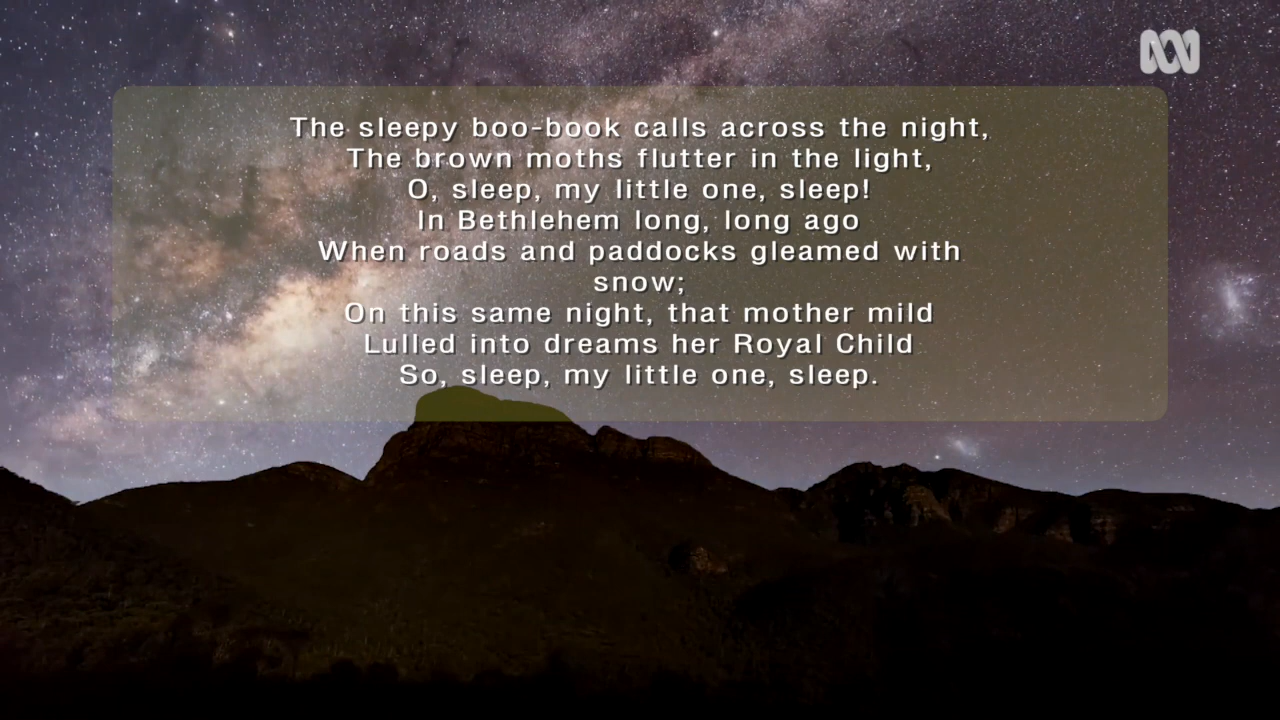 The sleepy boo-book calls across the night,
The brown moths flutter in the light,
O, sleep, my little one, sleep!
In Bethlehem long, long ago
When roads and paddocks gleamed with
snow;
On this same night, that mother mild
Lulled into dreams her Royal Child
So, sleep, my little one, sleep.